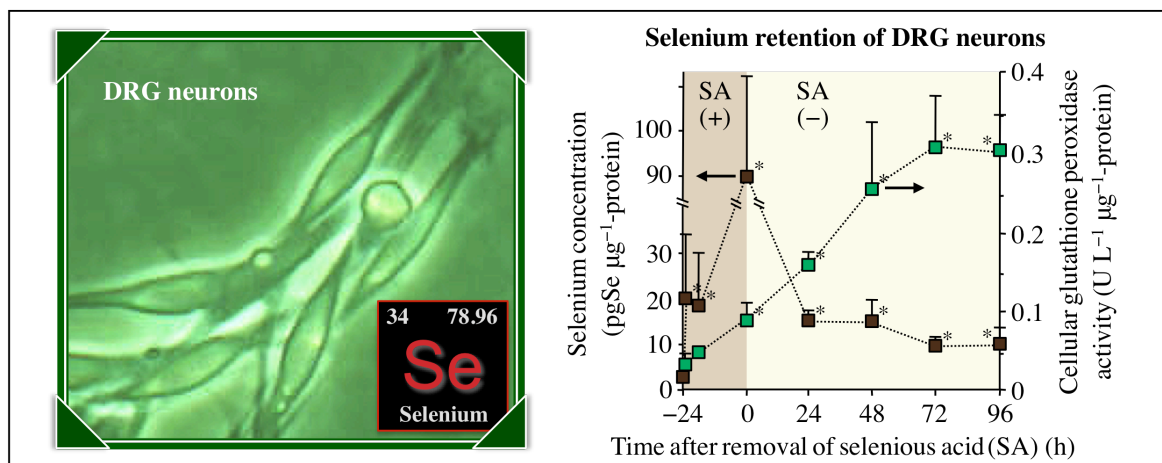 DRG neurons
34 78.96
Se
Selenium
Selenium retention of DRG neurons
SA
(+)
SA
(−)
Selenium concentration
(pgSe µg⁻¹-protein)
100
90
30
20
10
0
0.4
0.3
0.2
0.1
0
Cellular glutathione peroxidase
activity (U L⁻¹ µg⁻¹-protein)
* * * * * * *
* * * * *
−24 0 24 48 72 96
Time after removal of selenious acid (SA) (h)